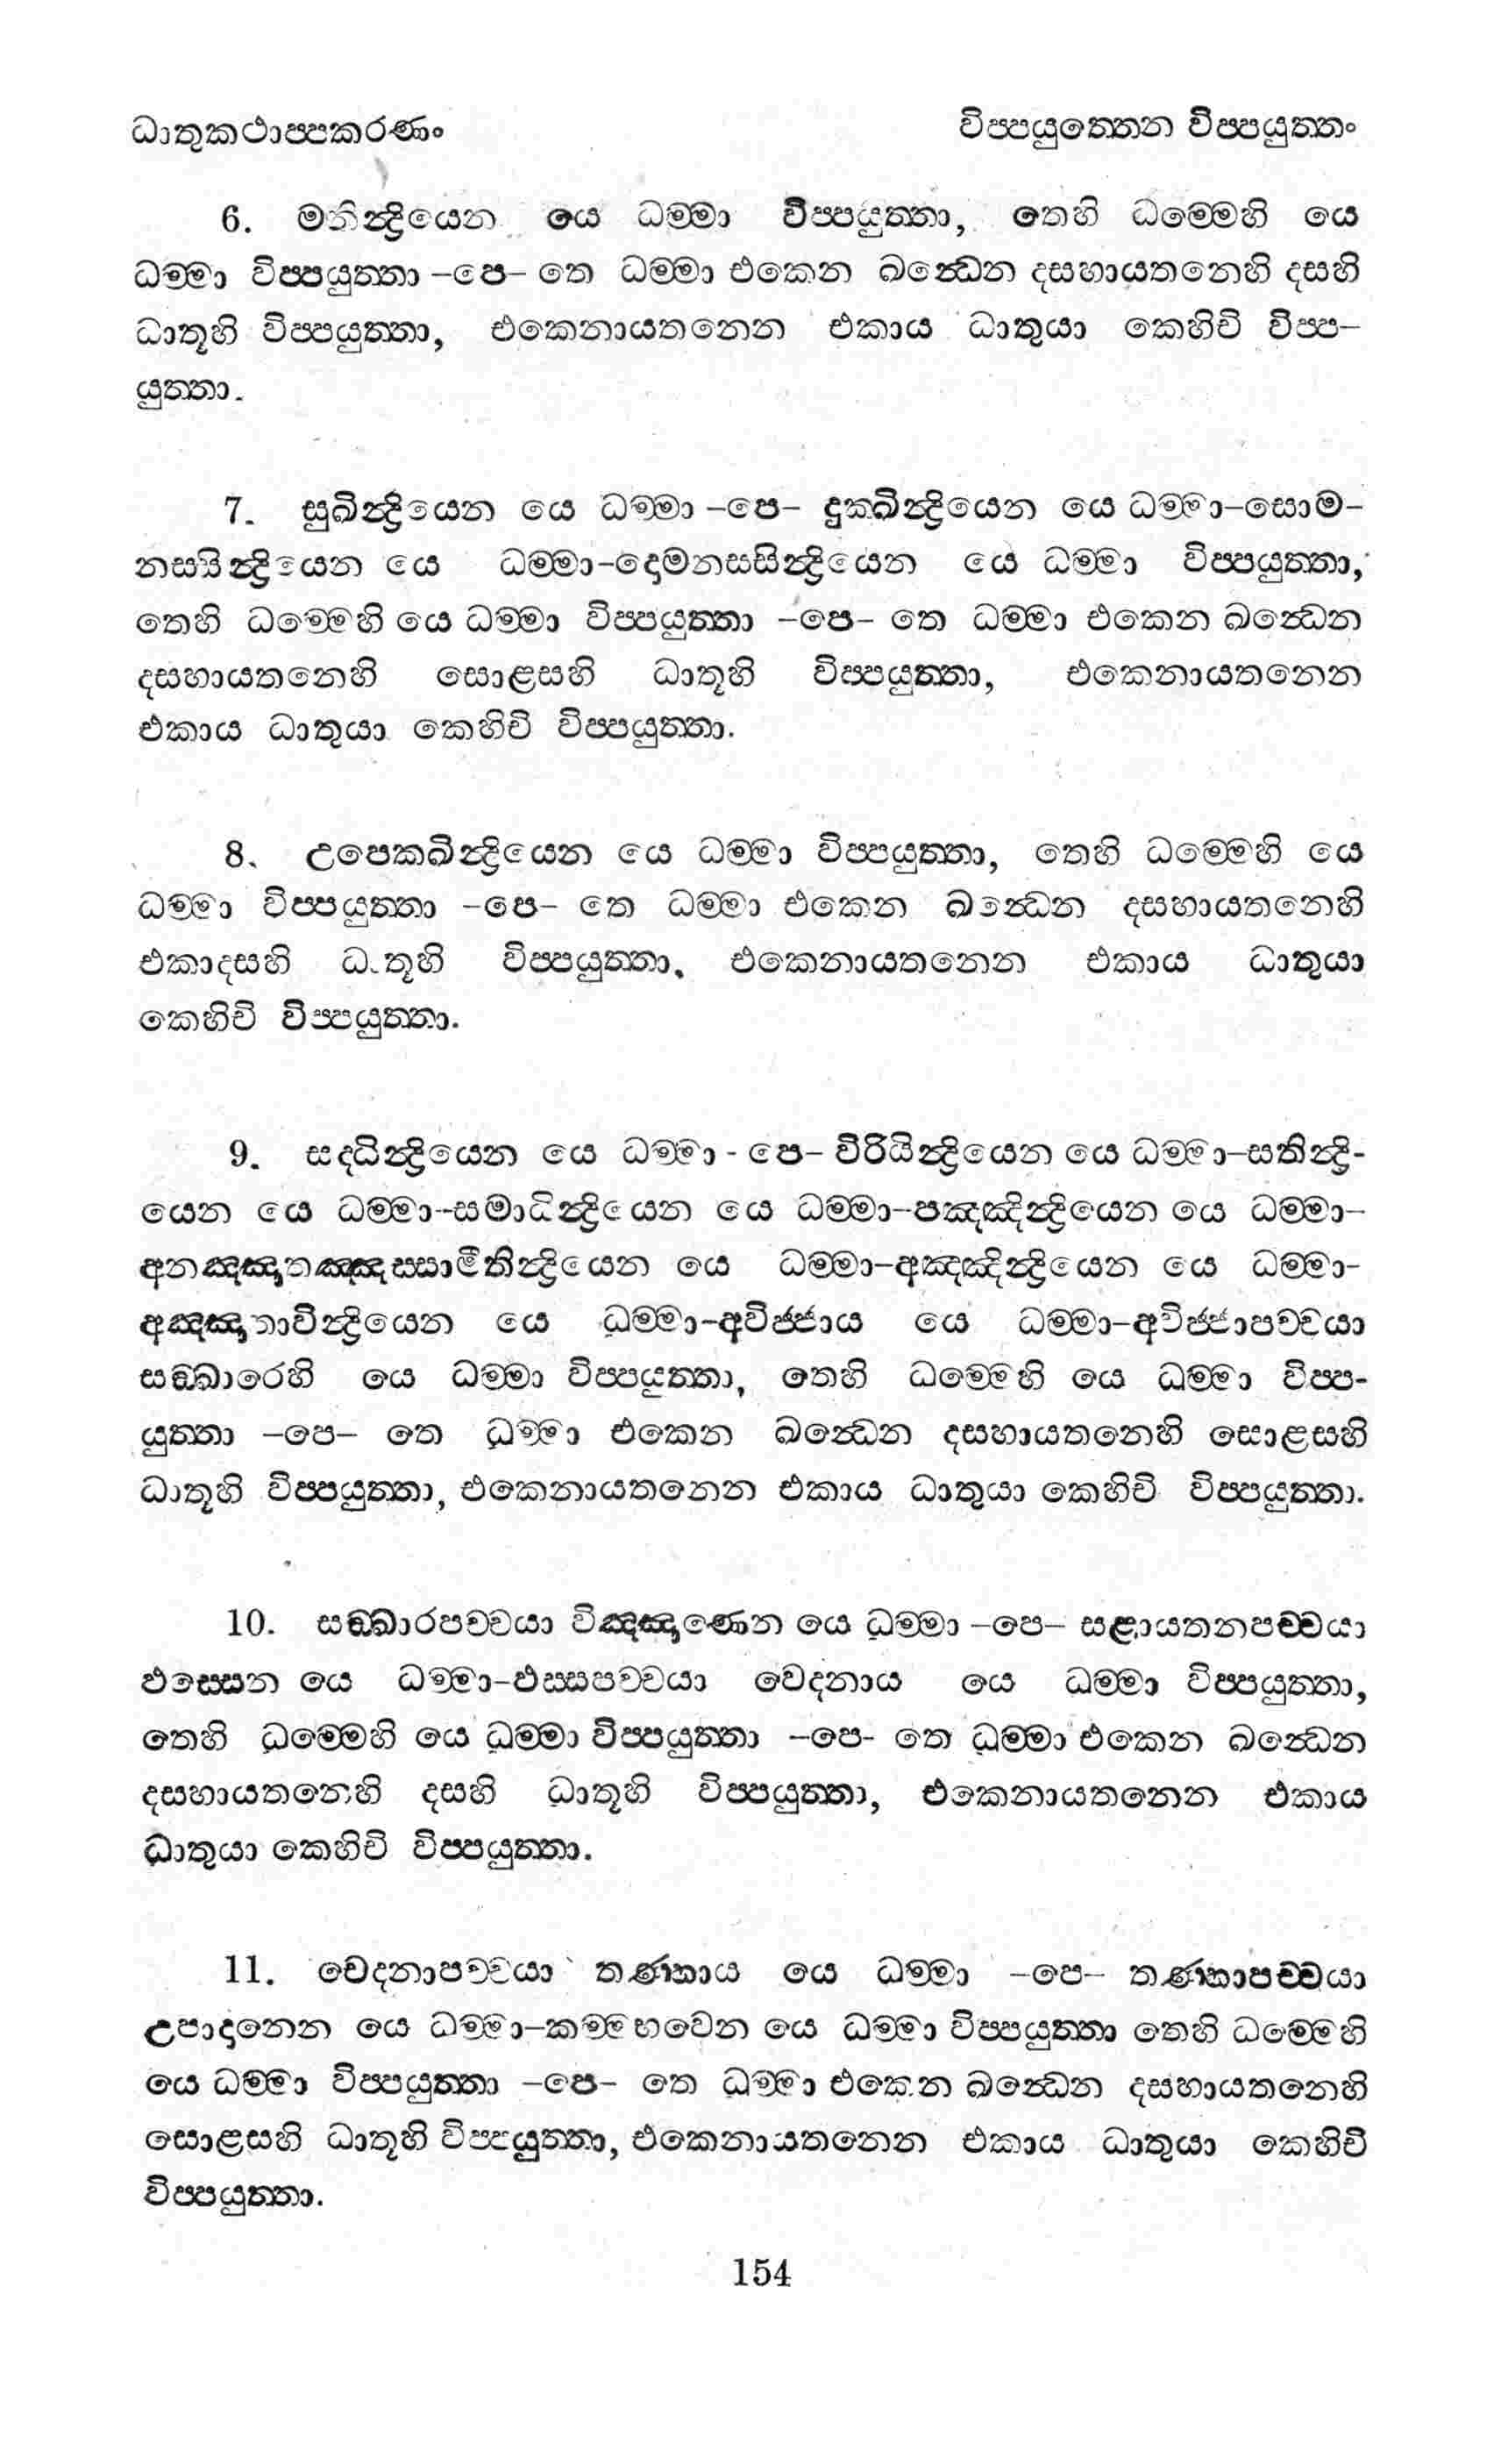 ධාතුකථාප්පකරණං
විප්පයුත්තෙන විප්පයුත්තං
6. මනින්ද්‍රියෙන යෙ ධම්මා විප්පයුත්තා, තෙහි ධම්මෙහි යෙ
ධම්මා විප්පයුත්තා –පෙ– තෙ ධම්මා එකෙන ඛන්ධෙන දසහායතනෙහි දසහි
ධාතූහි විප්පයුත්තා, එකෙනායතනෙන එකාය ධාතුයා කෙහිචි විප්ප–
යුත්තා.
7. සුඛින්ද්‍රියෙන යෙ ධම්මා –පෙ– දුක්ඛින්ද්‍රියෙන යෙ ධම්මා–සොම–
නස්සින්ද්‍රියෙන යෙ ධම්මා–දොමනස්සින්ද්‍රියෙන යෙ ධම්මා විප්පයුත්තා,
තෙහි ධම්මෙහි යෙ ධම්මා විප්පයුත්තා –පෙ– තෙ ධම්මා එකෙන ඛන්ධෙන
දසහායතනෙහි සොළසහි ධාතූහි විප්පයුත්තා, එකෙනායතනෙන
එකාය ධාතුයා කෙහිචි විප්පයුත්තා.
8. උපෙක්ඛින්ද්‍රියෙන යෙ ධම්මා විප්පයුත්තා, තෙහි ධම්මෙහි යෙ
ධම්මා විප්පයුත්තා –පෙ– තෙ ධම්මා එකෙන ඛන්ධෙන දසහායතනෙහි
එකාදසහි ධාතූහි විප්පයුත්තා, එකෙනායතනෙන එකාය ධාතුයා
කෙහිචි විප්පයුත්තා.
9. සද්ධින්ද්‍රියෙන යෙ ධම්මා - පෙ– විරියින්ද්‍රියෙන යෙ ධම්මා–සතින්ද්‍රි-
යෙන යෙ ධම්මා–සමාධින්ද්‍රියෙන යෙ ධම්මා–පඤ්ඤින්ද්‍රියෙන යෙ ධම්මා–
අනඤ්ඤාතඤ්ඤස්සාමීතින්ද්‍රියෙන යෙ ධම්මා–අඤ්ඤින්ද්‍රියෙන යෙ ධම්මා–
අඤ්ඤාතාවින්ද්‍රියෙන යෙ ධම්මා–අවිජ්ජාය යෙ ධම්මා–අවිජ්ජාපච්චයා
සඞ්ඛාරෙහි යෙ ධම්මා විප්පයුත්තා, තෙහි ධම්මෙහි යෙ ධම්මා විප්ප-
යුත්තා –පෙ– තෙ ධම්මා එකෙන ඛන්ධෙන දසහායතනෙහි සොළසහි
ධාතූහි විප්පයුත්තා, එකෙනායතනෙන එකාය ධාතුයා කෙහිචි විප්පයුත්තා.
10. සඞ්ඛාරපච්චයා විඤ්ඤාණෙන යෙ ධම්මා –පෙ– සළායතනපච්චයා
ඵස්සෙන යෙ ධම්මා–ඵස්සපච්චයා වෙදනාය යෙ ධම්මා විප්පයුත්තා,
තෙහි ධම්මෙහි යෙ ධම්මා විප්පයුත්තා –පෙ- තෙ ධම්මා එකෙන ඛන්ධෙන
දසහායතනෙහි දසහි ධාතූහි විප්පයුත්තා, එකෙනායතනෙන එකාය
ධාතුයා කෙහිචි විප්පයුත්තා.
11. වෙදනාපච්චයා තණ්හාය යෙ ධම්මා –පෙ– තණ්හාපච්චයා
උපාදානෙන යෙ ධම්මා–කම්මභවෙන යෙ ධම්මා විප්පයුත්තා තෙහි ධම්මෙහි
යෙ ධම්මා විප්පයුත්තා –පෙ– තෙ ධම්මා එකෙන ඛන්ධෙන දසහායතනෙහි
සොළසහි ධාතූහි විප්පයුත්තා, එකෙනායතනෙන එකාය ධාතුයා කෙහිචි
විප්පයුත්තා.
154